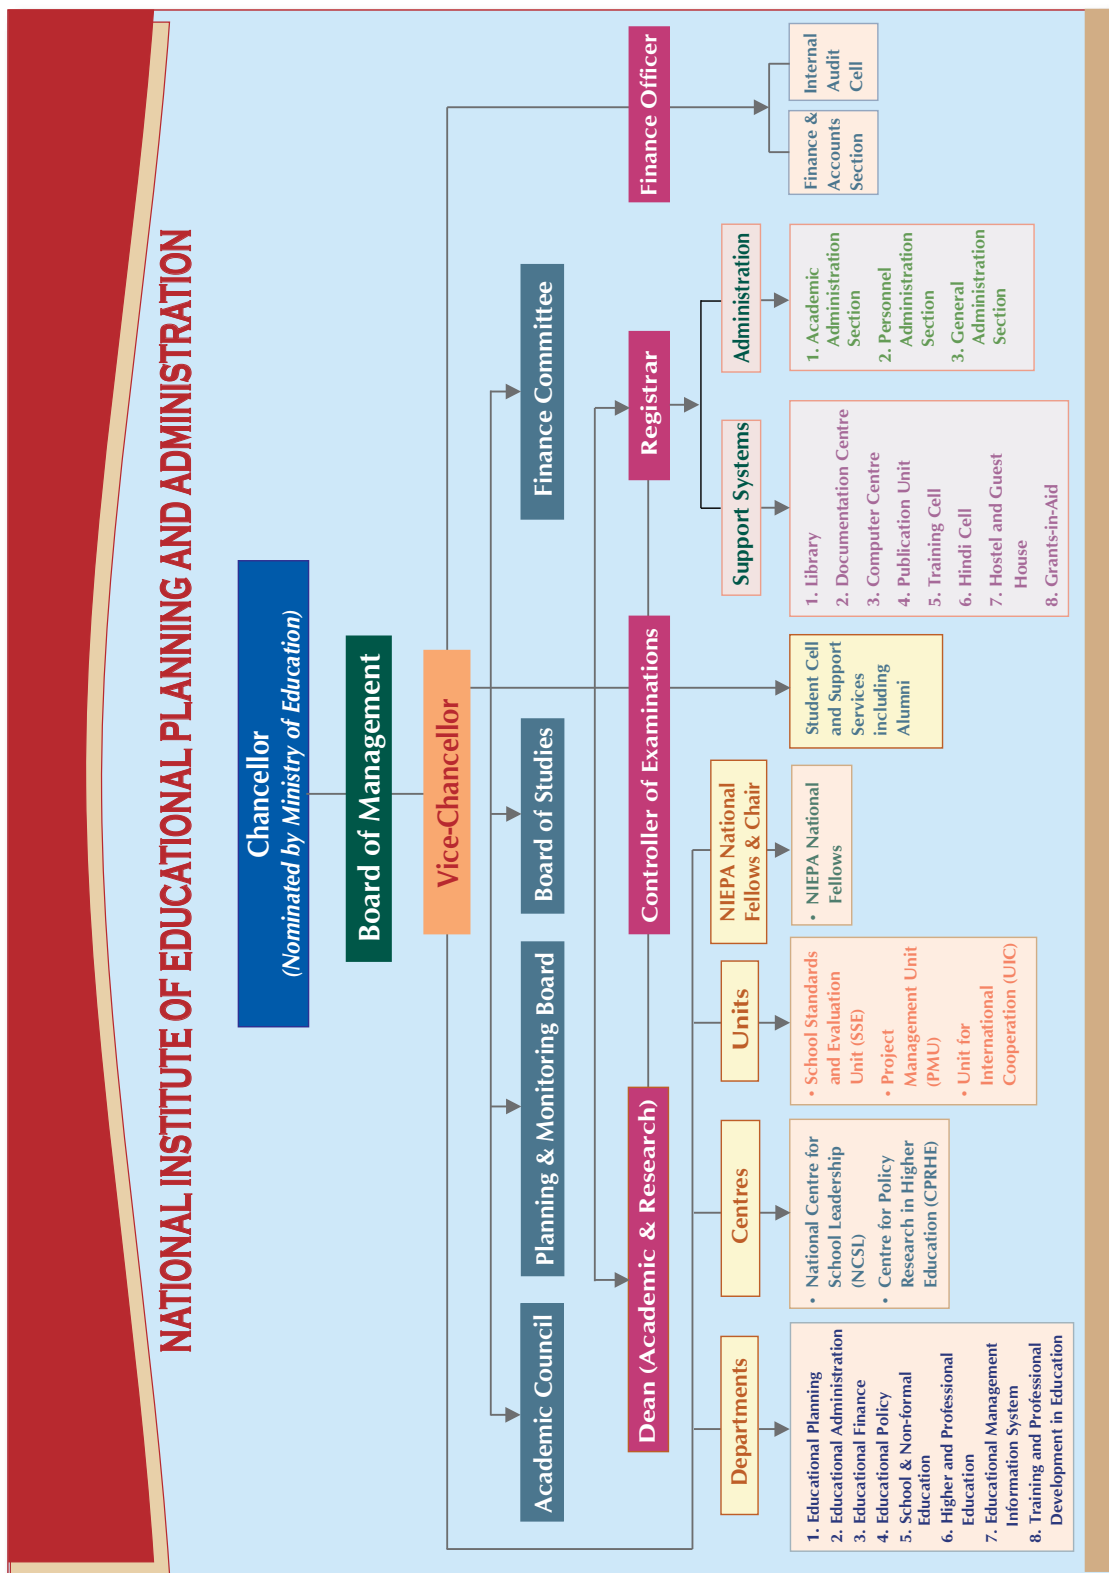 NATIONAL INSTITUTE OF EDUCATIONAL PLANNING AND ADMINISTRATION
Chancellor
(Nominated by Ministry of Education)
Board of Management
Vice-Chancellor
Academic Council
Planning & Monitoring Board
Board of Studies
Finance Committee
Dean (Academic & Research)
Controller of Examinations
Registrar
Finance Officer
Departments
Centres
Units
NIEPA National
Fellows & Chair
Support Systems
Administration
1. Educational Planning
2. Educational Administration
3. Educational Finance
4. Educational Policy
5. School & Non-formal
Education
6. Higher and Professional
Education
7. Educational Management
Information System
8. Training and Professional
Development in Education
• National Centre for
School Leadership
(NCSL)
• Centre for Policy
Research in Higher
Education (CPRHE)
• School Standards
and Evaluation
Unit (SSE)
• Project
Management Unit
(PMU)
• Unit for
International
Cooperation (UIC)
• NIEPA National
Fellows
Student Cell
and Support
Services
including
Alumni
1. Library
2. Documentation Centre
3. Computer Centre
4. Publication Unit
5. Training Cell
6. Hindi Cell
7. Hostel and Guest
House
8. Grants-in-Aid
1. Academic
Administration
Section
2. Personnel
Administration
Section
3. General
Administration
Section
Finance &
Accounts
Section
Internal
Audit
Cell